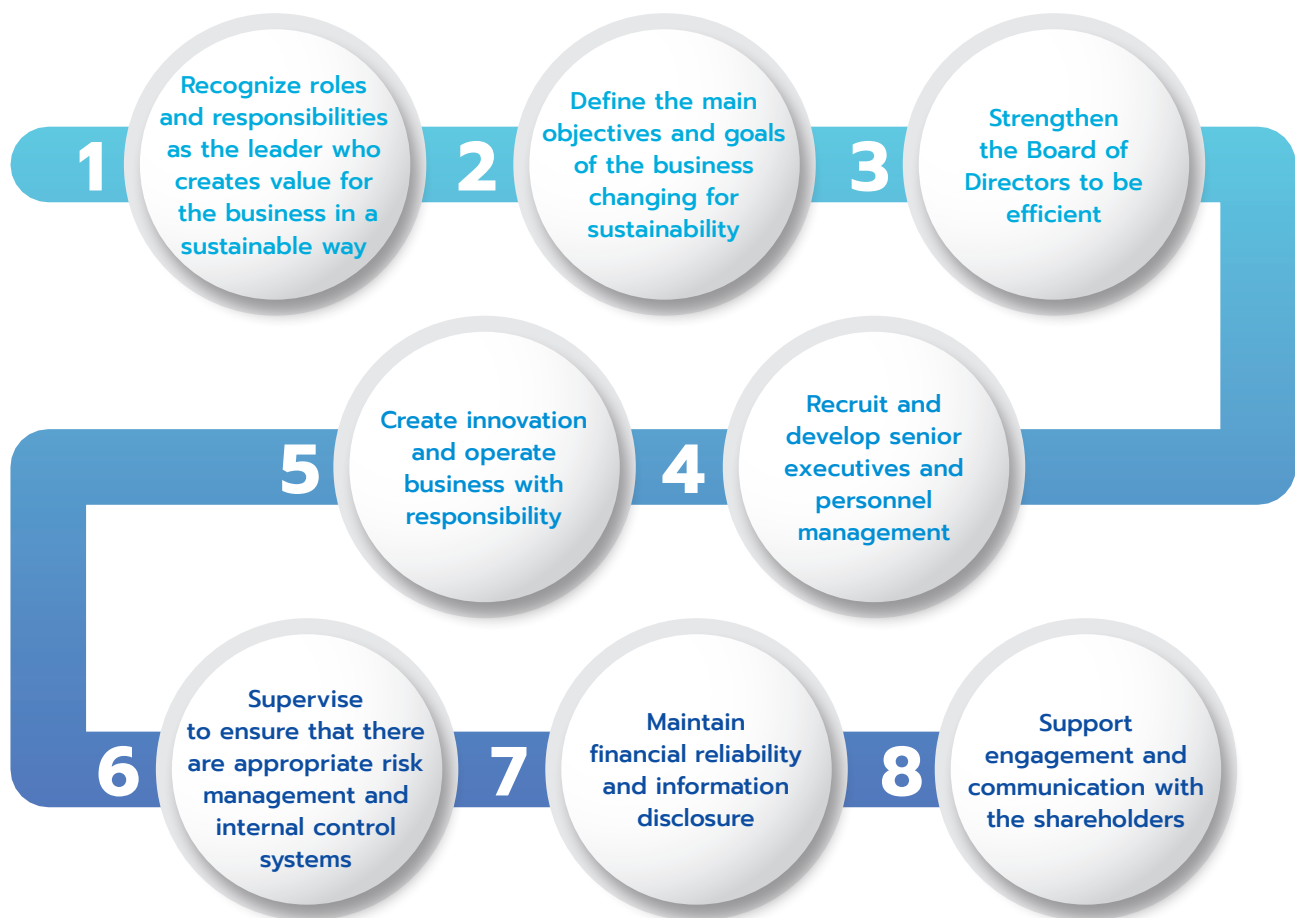 1
Recognize roles
and responsibilities
as the leader who
creates value for
the business in a
sustainable way
2
Define the main
objectives and goals
of the business
changing for
sustainability
3
Strengthen
the Board of
Directors to be
efficient
4
Recruit and
develop senior
executives and
personnel
management
5
Create innovation
and operate
business with
responsibility
6
Supervise
to ensure that there
are appropriate risk
management and
internal control
systems
7
Maintain
financial reliability
and information
disclosure
8
Support
engagement and
communication with
the shareholders